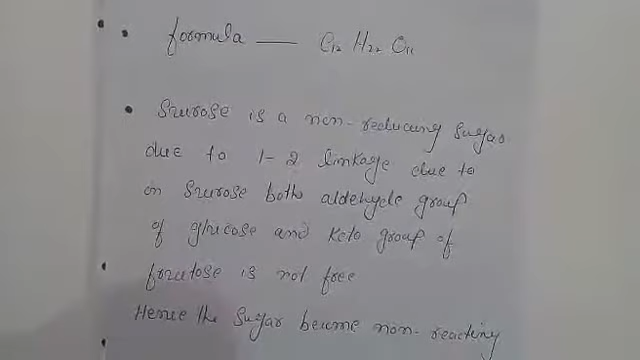 formula — C12 H22 O11
Sucrose is a non-reducing sugar
due to 1-2 linkage due to
in sucrose both aldehyde group
of glucose and keto group of
fructose is not free
Hence the sugar become non-reacting